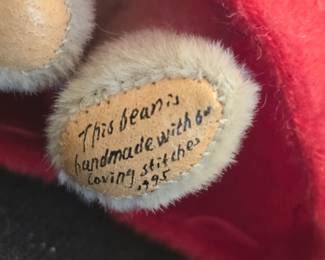 This bear is
handmade with
loving stitches
1995